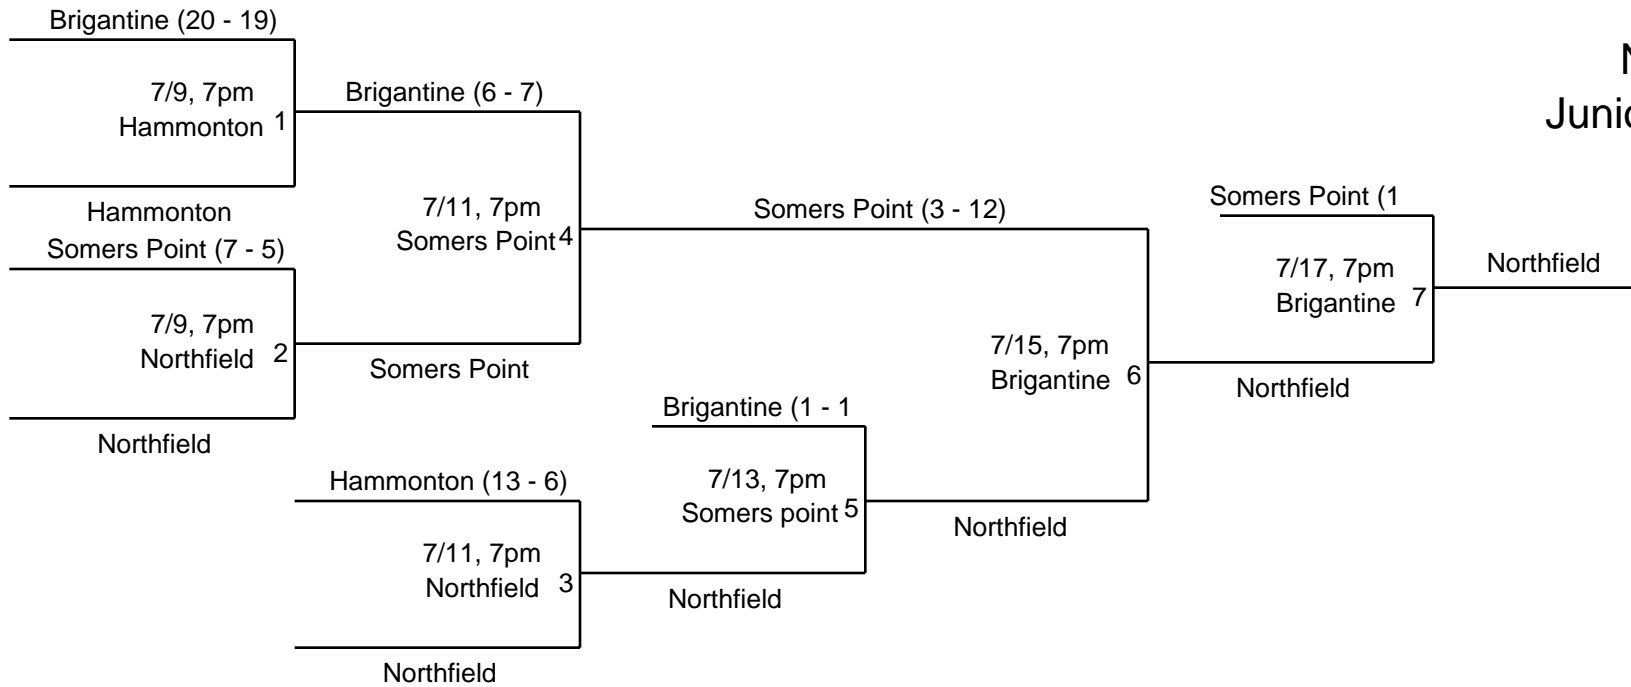 Brigantine (20 - 19)
7/9, 7pm
Hammonton 1
Hammonton
Somers Point (7 - 5)
7/9, 7pm
Northfield 2
Northfield
Brigantine (6 - 7)
7/11, 7pm
Somers Point 4
Somers Point
Hammonton (13 - 6)
7/11, 7pm
Northfield 3
Northfield
Somers Point (3 - 12)
Brigantine (1 - 1
7/13, 7pm
Somers point 5
Northfield
7/15, 7pm
Brigantine 6
Northfield
Somers Point (1
7/17, 7pm
Brigantine 7
Northfield
Northfield